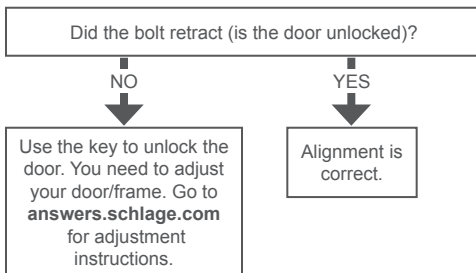 Did the bolt retract (is the door unlocked)?
NO
YES
Use the key to unlock the
door. You need to adjust
your door/frame. Go to
answers.schlage.com
for adjustment
instructions.
Alignment is
correct.